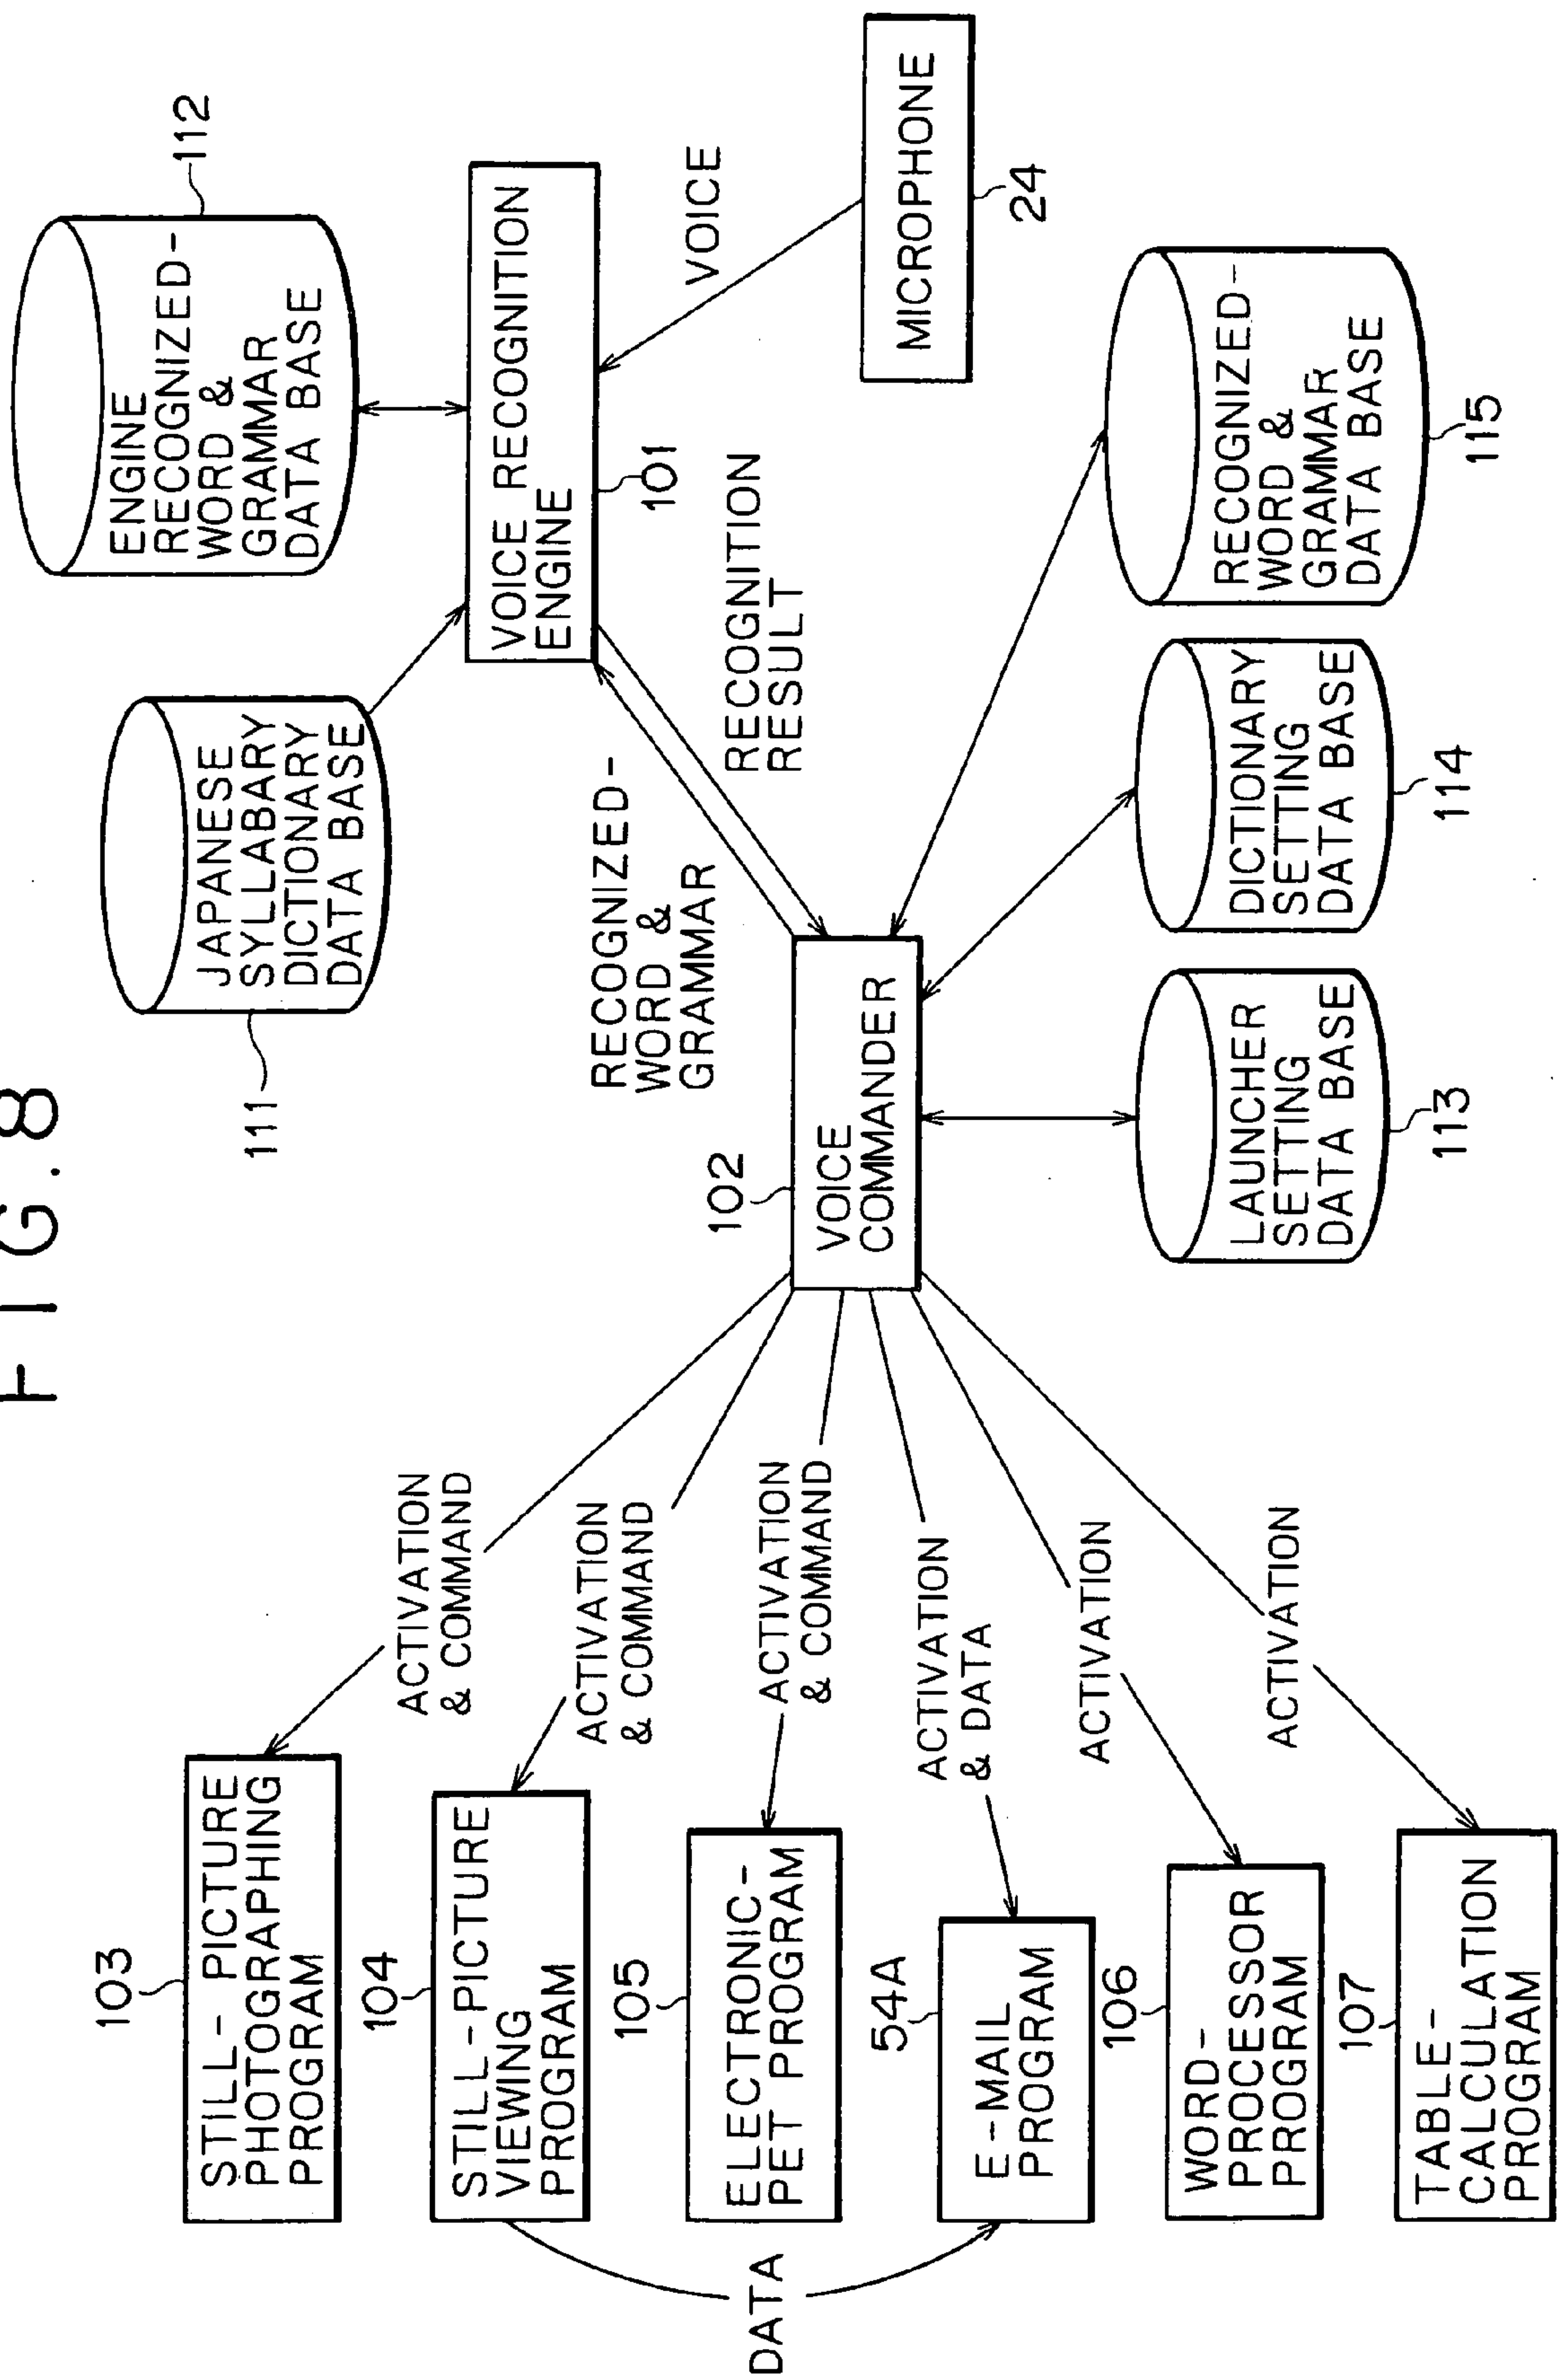 FIG.8
103
STILL-PICTURE
PHOTOGRAPHING
PROGRAM
104
STILL-PICTURE
VIEWING
PROGRAM
105
ELECTRONIC-
PET PROGRAM
54A
E-MAIL
PROGRAM
106
WORD-
PROCESSOR
PROGRAM
107
TABLE-
CALCULATION
PROGRAM
DATA
ACTIVATION
& COMMAND
ACTIVATION
& COMMAND
ACTIVATION
& COMMAND
ACTIVATION
& DATA
ACTIVATION
ACTIVATION
102
VOICE
COMMANDER
111
JAPANESE
SYLLABARY
DICTIONARY
DATA BASE
112
ENGINE
RECOGNIZED-
WORD &
GRAMMAR
DATA BASE
VOICE RECOGNITION
ENGINE
101
RECOGNIZED-
WORD &
GRAMMAR
RECOGNITION
RESULT
VOICE
MICROPHONE
24
LAUNCHER
SETTING
DATA BASE
113
DICTIONARY
SETTING
DATA BASE
114
RECOGNIZED-
WORD &
GRAMMAR
DATA BASE
115